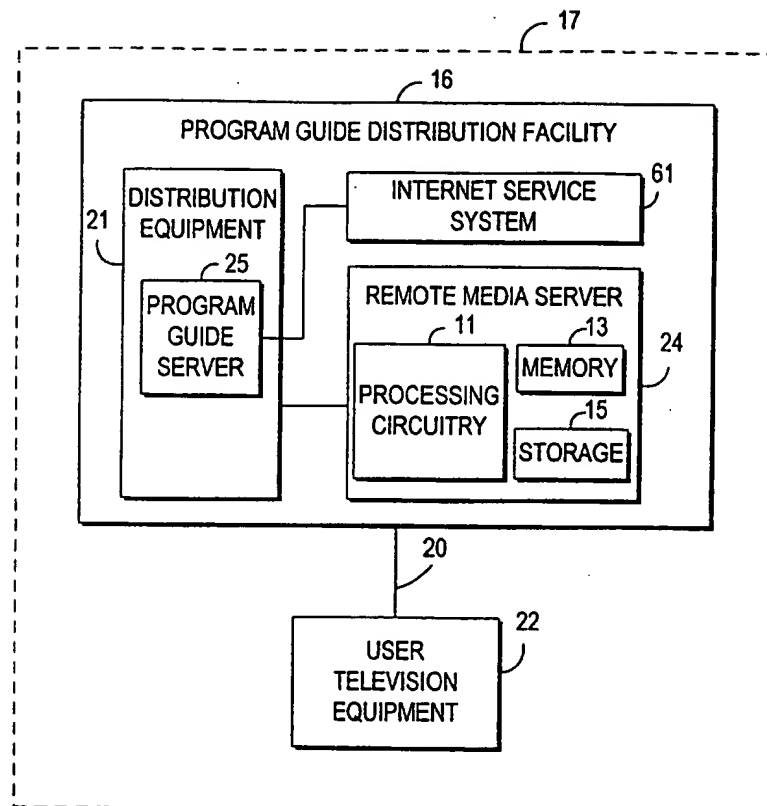 17
16
PROGRAM GUIDE DISTRIBUTION FACILITY
DISTRIBUTION
EQUIPMENT
21
25
PROGRAM
GUIDE
SERVER
INTERNET SERVICE
SYSTEM
61
REMOTE MEDIA SERVER
11
PROCESSING
CIRCUITRY
13
MEMORY
24
15
STORAGE
20
USER
TELEVISION
EQUIPMENT
22